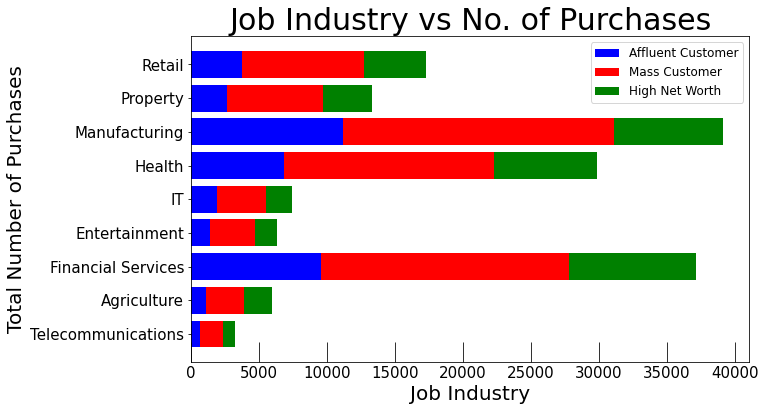 Job Industry vs No. of Purchases
Affluent Customer
Mass Customer
High Net Worth
Total Number of Purchases
Retail
Property
Manufacturing
Health
IT
Entertainment
Financial Services
Agriculture
Telecommunications
0 5000 10000 15000 20000 25000 30000 35000 40000
Job Industry